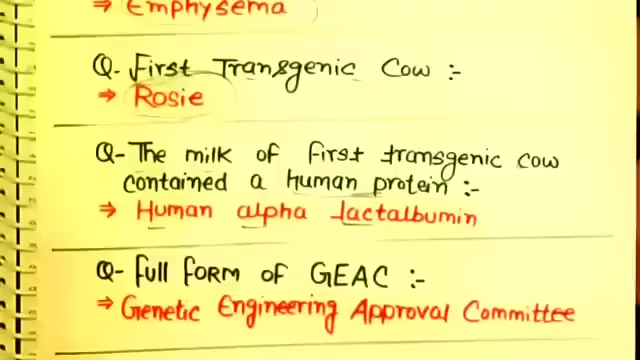 ⇒ Emphysema
Q- First Transgenic Cow :-
⇒ Rosie
Q- The milk of first transgenic cow
contained a human protein :-
⇒ Human alpha lactalbumin
Q- Full form of GEAC :-
⇒ Genetic Engineering Approval Committee